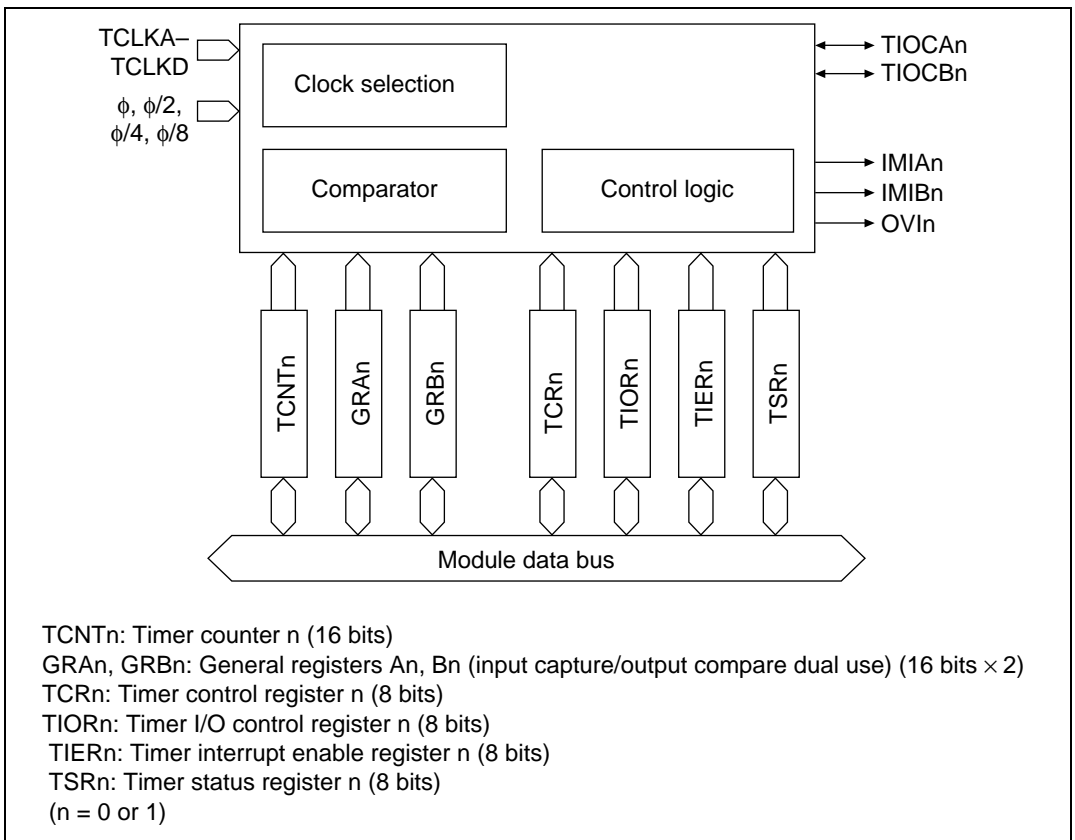 TCLKA–
TCLKD
ϕ, ϕ/2,
ϕ/4, ϕ/8
Clock selection
Comparator
Control logic
TIOCAn
TIOCBn
IMIAn
IMIBn
OVIn
TCNTn
GRAn
GRBn
TCRn
TIORn
TIERn
TSRn
Module data bus
TCNTn: Timer counter n (16 bits)
GRAn, GRBn: General registers An, Bn (input capture/output compare dual use) (16 bits × 2)
TCRn: Timer control register n (8 bits)
TIORn: Timer I/O control register n (8 bits)
TIERn: Timer interrupt enable register n (8 bits)
TSRn: Timer status register n (8 bits)
(n = 0 or 1)